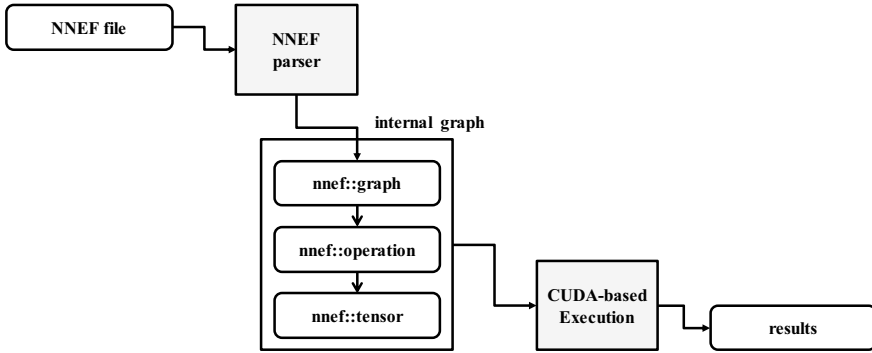 NNEF file
NNEF
parser
internal graph
nnef::graph
nnef::operation
nnef::tensor
CUDA-based
Execution
results